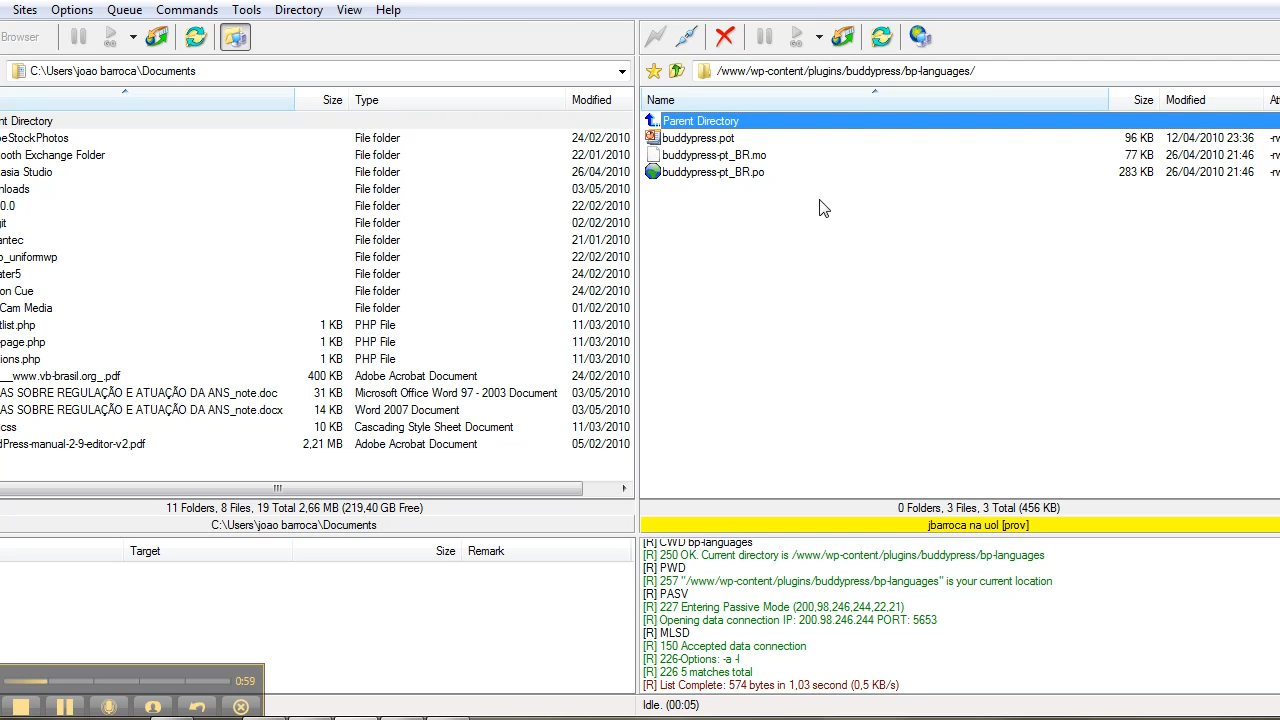 Sites Options Queue Commands Tools Directory View Help
Browser
C:\Users\joao barroca\Documents
/www/wp-content/plugins/buddypress/bp-languages/
Size Type Modified
nt Directory
eStockPhotos File folder 24/02/2010
ooth Exchange Folder File folder 22/01/2010
asia Studio File folder 26/04/2010
nloads File folder 03/05/2010
0.0 File folder 22/02/2010
git File folder 02/02/2010
antec File folder 21/01/2010
o_uniformwp File folder 22/02/2010
ater5 File folder 24/02/2010
on Cue File folder 24/02/2010
Cam Media File folder 01/02/2010
tlist.php 1 KB PHP File 11/03/2010
-page.php 1 KB PHP File 11/03/2010
ions.php 1 KB PHP File 11/03/2010
__www.vb-brasil.org_.pdf 400 KB Adobe Acrobat Document 24/02/2010
AS SOBRE REGULAÇÃO E ATUAÇÃO DA ANS_note.doc 31 KB Microsoft Office Word 97 - 2003 Document 03/05/2010
AS SOBRE REGULAÇÃO E ATUAÇÃO DA ANS_note.docx 14 KB Word 2007 Document 03/05/2010
.css 10 KB Cascading Style Sheet Document 11/03/2010
dPress-manual-2-9-editor-v2.pdf 2,21 MB Adobe Acrobat Document 05/02/2010
11 Folders, 8 Files, 19 Total 2,66 MB (219,40 GB Free)
C:\Users\joao barroca\Documents
Target Size Remark
0:59
Name Size Modified At
Parent Directory
buddypress.pot 96 KB 12/04/2010 23:36 -rw
buddypress-pt_BR.mo 77 KB 26/04/2010 21:46 -rw
buddypress-pt_BR.po 283 KB 26/04/2010 21:46 -rw
0 Folders, 3 Files, 3 Total (456 KB)
jbarroca na uol [prov]
[R] CWD bp-languages
[R] 250 OK. Current directory is /www/wp-content/plugins/buddypress/bp-languages
[R] PWD
[R] 257 "/www/wp-content/plugins/buddypress/bp-languages" is your current location
[R] PASV
[R] 227 Entering Passive Mode (200,98,246,244,22,21)
[R] Opening data connection IP: 200.98.246.244 PORT: 5653
[R] MLSD
[R] 150 Accepted data connection
[R] 226-Options: -a -l
[R] 226 5 matches total
[R] List Complete: 574 bytes in 1,03 second (0,5 KB/s)
Idle. (00:05)